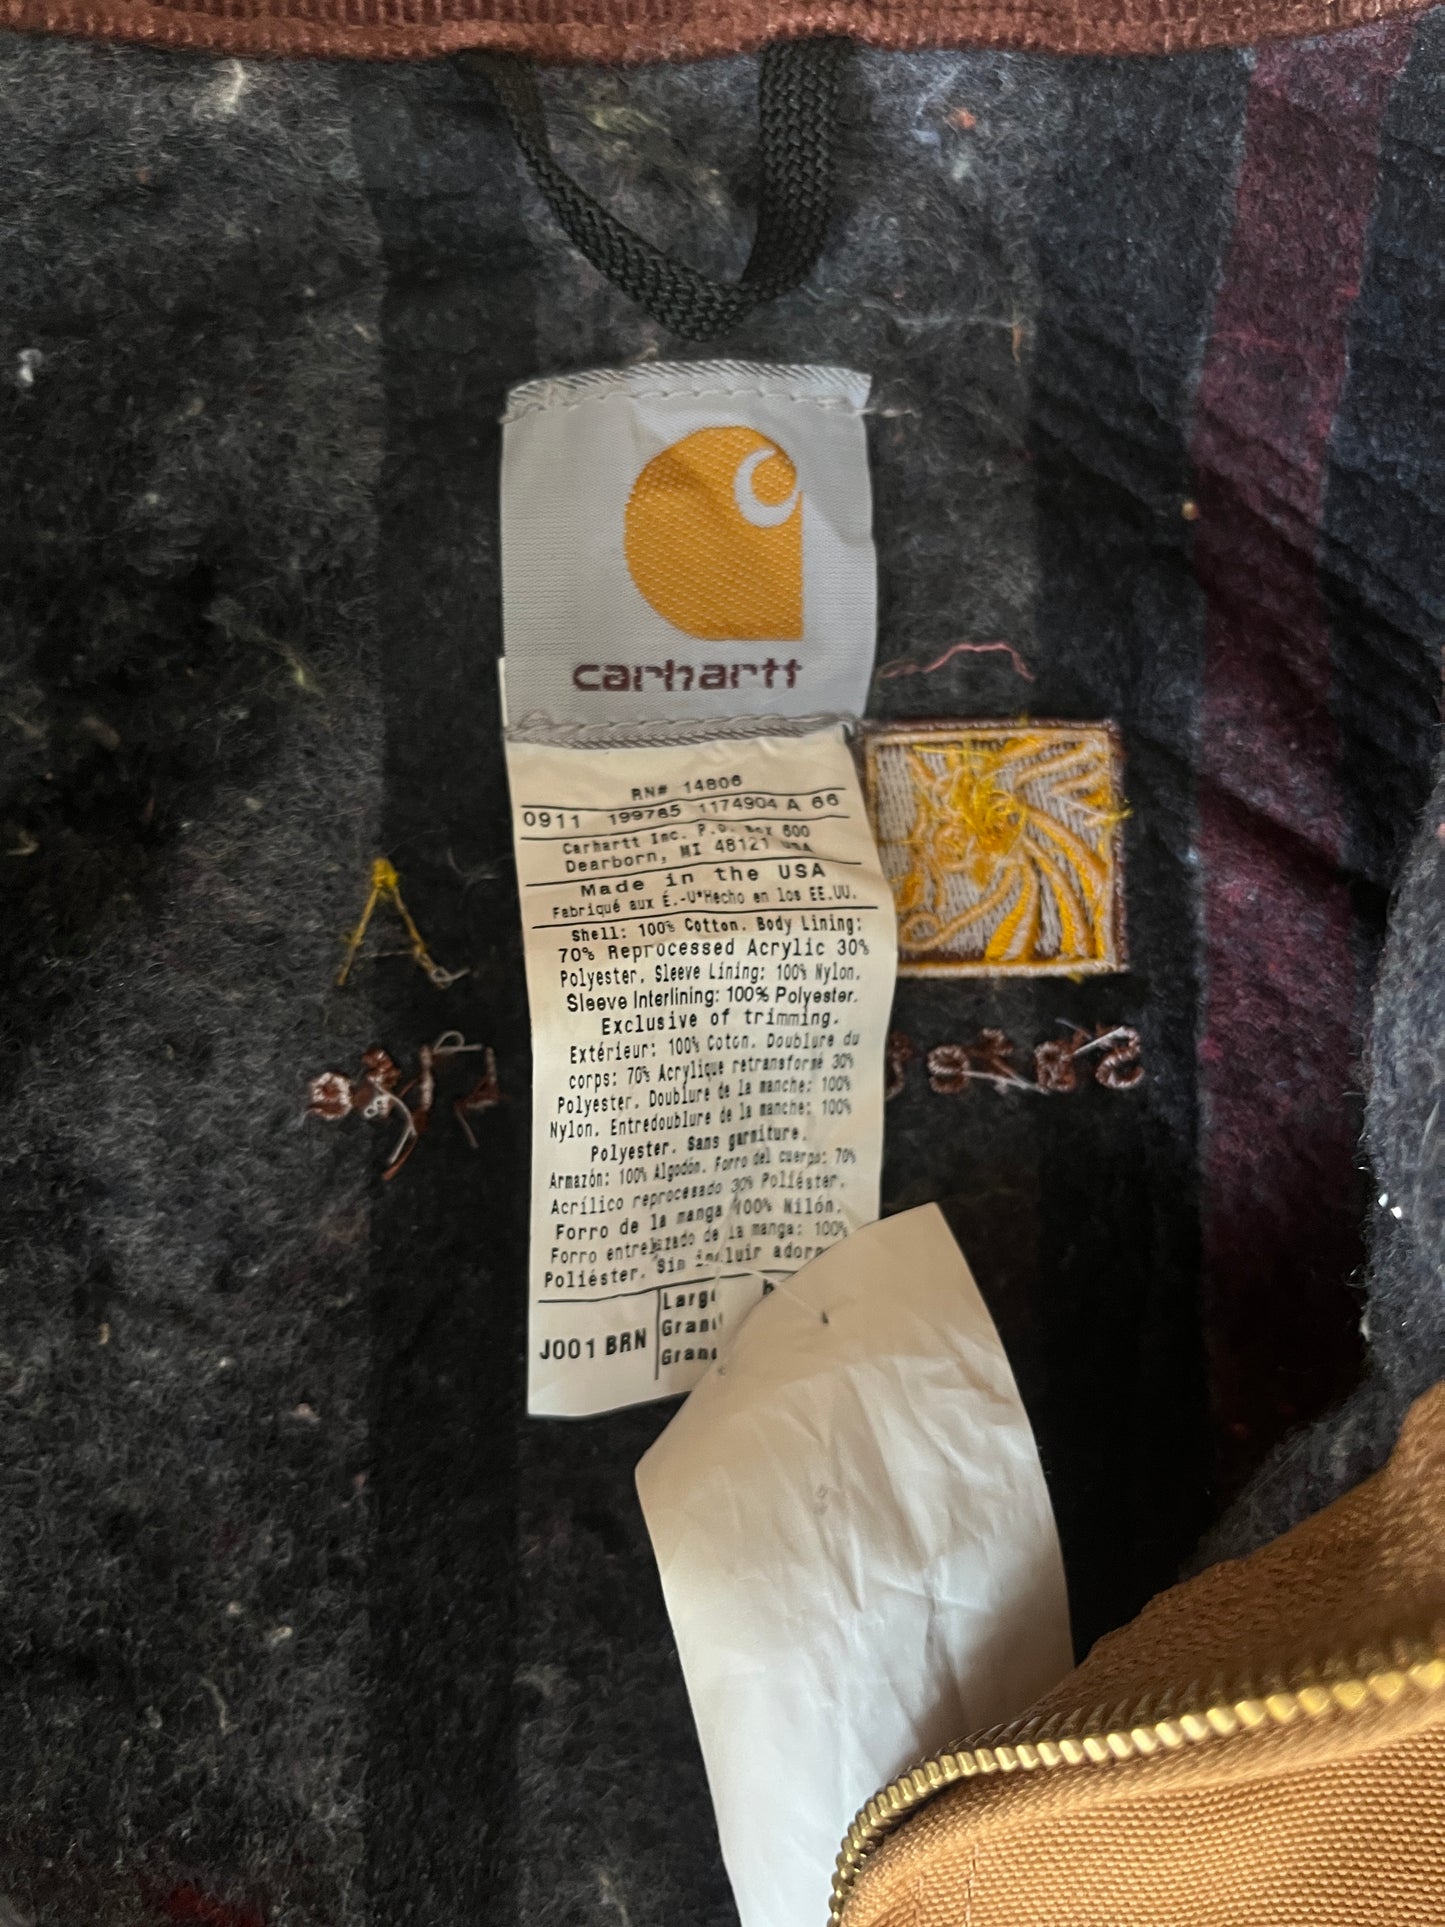 carhartt
RN# 14806
0911 199765 1174904 A 66
Carhartt Inc. P.O. Box 600
Dearborn, MI 48121 USA
Made in the USA
Fabriqué aux É.-U*Hecho en los EE.UU.
Shell: 100% Cotton. Body Lining:
70% Reprocessed Acrylic 30%
Polyester. Sleeve Lining: 100% Nylon.
Sleeve Interlining: 100% Polyester.
Exclusive of trimming.
Extérieur: 100% Coton. Doublure du
corps: 70% Acrylique retransformé 30%
Polyester. Doublure de la manche: 100%
Nylon. Entredoublure de la manche: 100%
Polyester. Sans garniture.
Armazón: 100% Algodón. Forro del cuerpo: 70%
Acrílico reprocesado 30% Poliéster.
Forro de la manga 100% Nilón.
Forro entrelazado de la manga: 100%
Poliéster. Sin incluir
J001 BRN